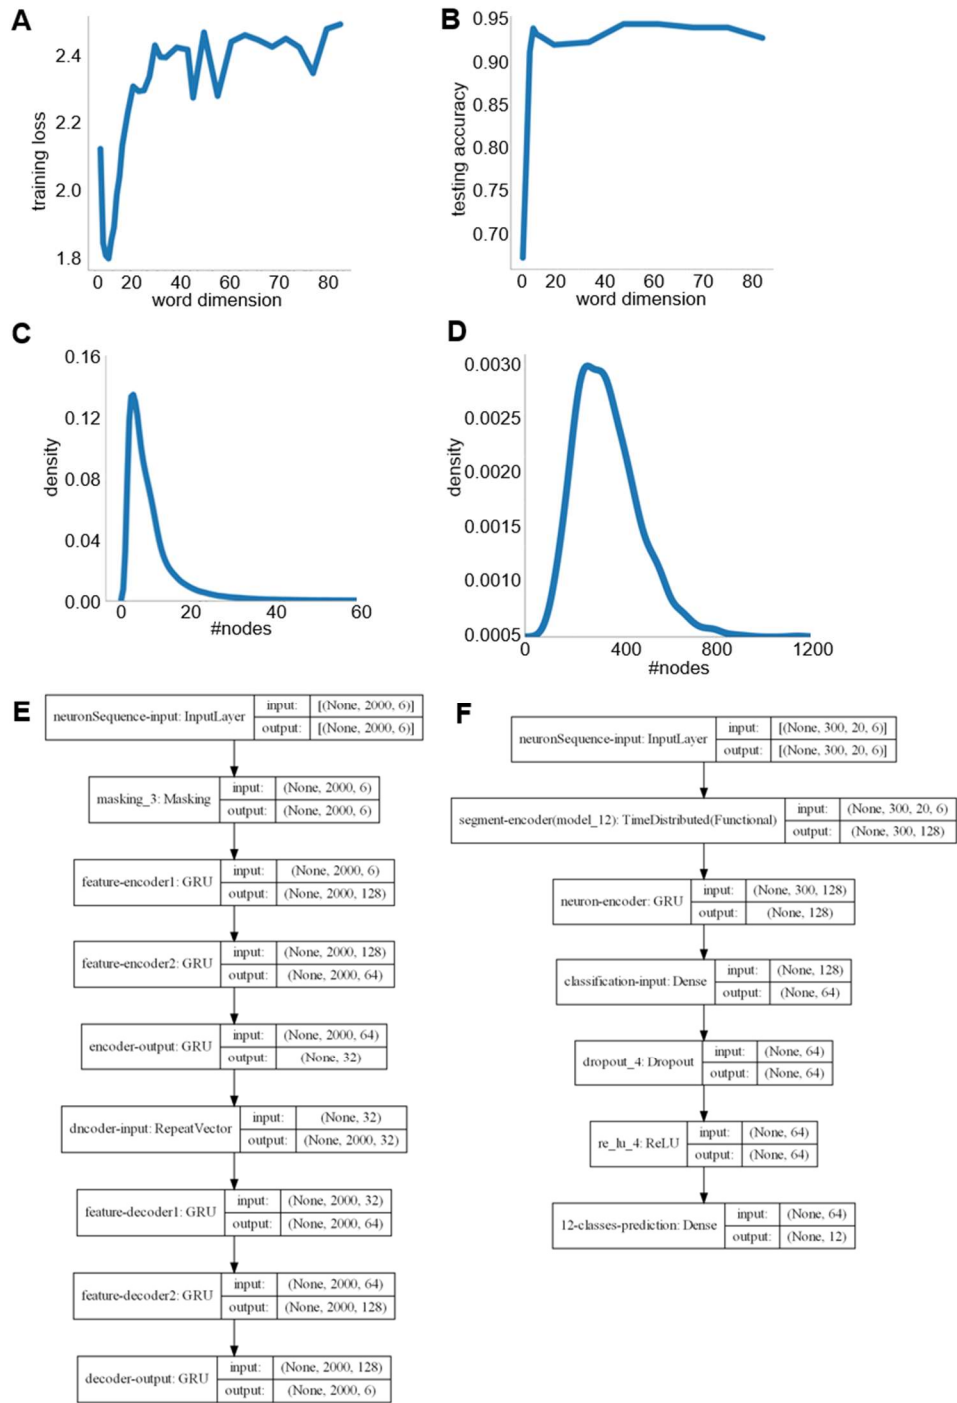 A
training loss
2.4
2.2
2.0
1.8
0 20 40 60 70 80
word dimension
B
testing accuracy
0.95
0.90
0.85
0.80
0.75
0.70
0 20 40 60 70 80
word dimension
C
density
0.16
0.12
0.08
0.04
0.00
0 20 40 60
#nodes
D
density
0.0030
0.0025
0.0020
0.0015
0.0010
0.0005
0 400 800 1200
#nodes
E
neuronSequence-input: InputLayer
input: [(None, 2000, 6)]
output: [(None, 2000, 6)]
masking_3: Masking
input: (None, 2000, 6)
output: (None, 2000, 6)
feature-encoder1: GRU
input: (None, 2000, 6)
output: (None, 2000, 128)
feature-encoder2: GRU
input: (None, 2000, 128)
output: (None, 2000, 64)
encoder-output: GRU
input: (None, 2000, 64)
output: (None, 32)
dncoder-input: RepeatVector
input: (None, 32)
output: (None, 2000, 32)
feature-decoder1: GRU
input: (None, 2000, 32)
output: (None, 2000, 64)
feature-decoder2: GRU
input: (None, 2000, 64)
output: (None, 2000, 128)
decoder-output: GRU
input: (None, 2000, 128)
output: (None, 2000, 6)
F
neuronSequence-input: InputLayer
input: [(None, 300, 20, 6)]
output: [(None, 300, 20, 6)]
segment-encoder(model_12): TimeDistributed(Functional)
input: (None, 300, 20, 6)
output: (None, 300, 128)
neuron-encoder: GRU
input: (None, 300, 128)
output: (None, 128)
classification-input: Dense
input: (None, 128)
output: (None, 64)
dropout_4: Dropout
input: (None, 64)
output: (None, 64)
re_lu_4: ReLU
input: (None, 64)
output: (None, 64)
12-classes-prediction: Dense
input: (None, 64)
output: (None, 12)